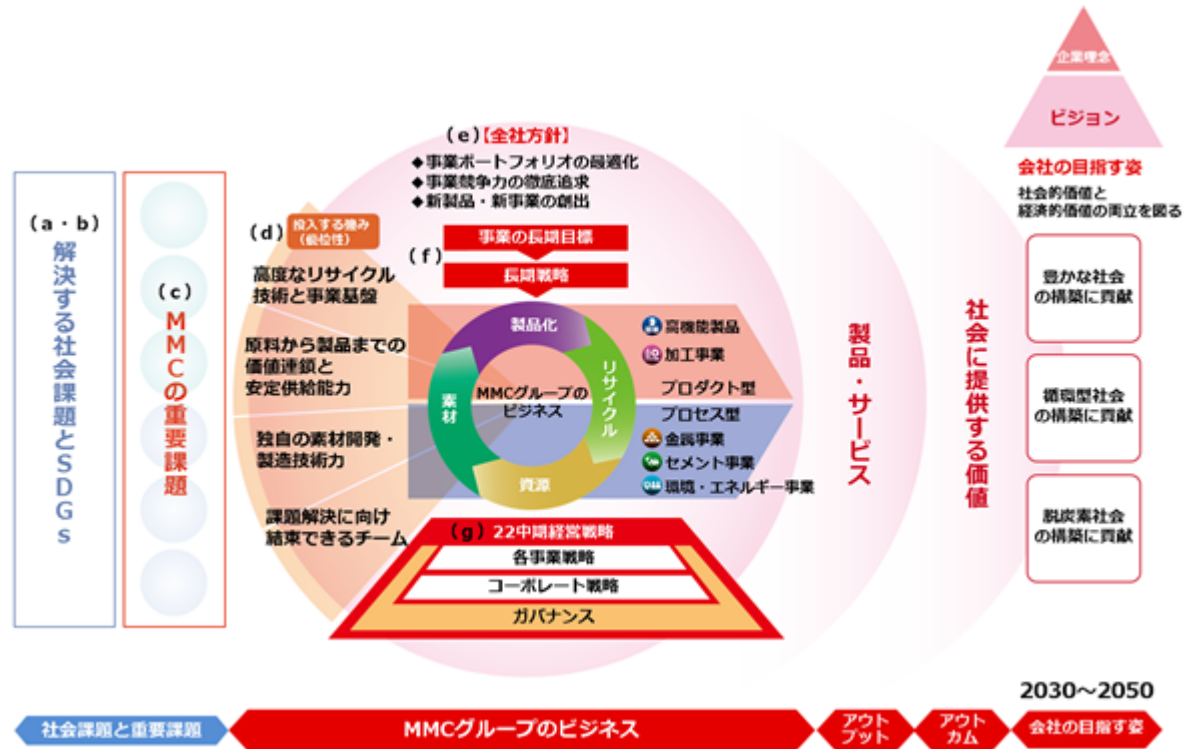 企業理念
ビジョン
会社の目指す姿
社会的価値と
経済的価値の両立を図る
(a・b)
解決する社会課題とSDGs
(c)
MMCの重要課題
(d)
投入する強み
(優位性)
高度なリサイクル
技術と事業基盤
原料から製品までの
価値連鎖と
安定供給能力
独自の素材開発・
製造技術力
課題解決に向け
結束できるチーム
(e)【全社方針】
◆事業ポートフォリオの最適化
◆事業競争力の徹底追求
◆新製品・新事業の創出
(f)
事業の長期目標
長期戦略
製品化
リサイクル
資源
素材
MMCグループの
ビジネス
高機能製品
加工事業
プロダクト型
プロセス型
金属事業
セメント事業
環境・エネルギー事業
(g) 22中期経営戦略
各事業戦略
コーポレート戦略
ガバナンス
製品・サービス
社会に提供する価値
豊かな社会
の構築に貢献
循環型社会
の構築に貢献
脱炭素社会
の構築に貢献
2030~2050
社会課題と重要課題
MMCグループのビジネス
アウト
プット
アウト
カム
会社の目指す姿